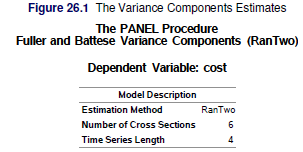 Figure 26.1 The Variance Components Estimates
The PANEL Procedure
Fuller and Battese Variance Components (RanTwo)
Dependent Variable: cost
Model Description
Estimation Method RanTwo
Number of Cross Sections 6
Time Series Length 4